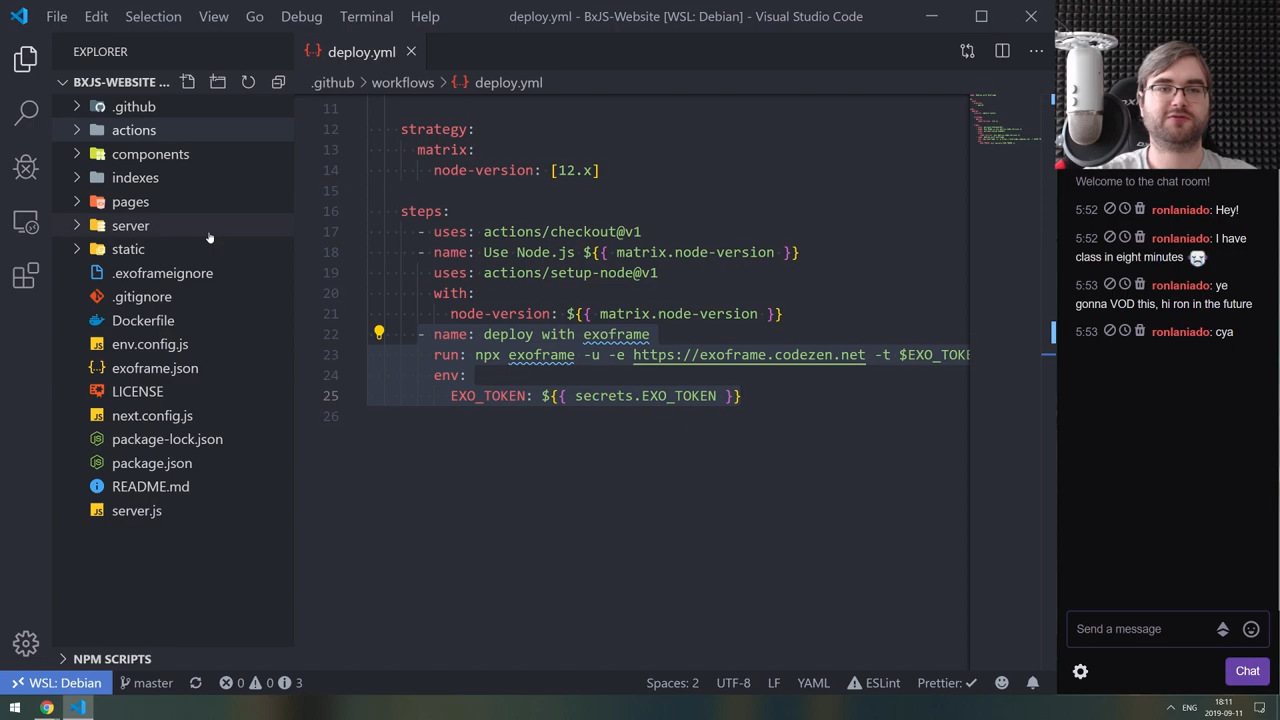 File Edit Selection View Go Debug Terminal Help
deploy.yml - BxJS-Website [WSL: Debian] - Visual Studio Code
EXPLORER
BXJS-WEBSITE ...
.github
actions
components
indexes
pages
server
static
.exoframeignore
.gitignore
Dockerfile
env.config.js
exoframe.json
LICENSE
next.config.js
package-lock.json
package.json
README.md
server.js
NPM SCRIPTS
deploy.yml
.github workflows deploy.yml
11
12 strategy:
13 matrix:
14 node-version: [12.x]
15
16 steps:
17 - uses: actions/checkout@v1
18 - name: Use Node.js ${{ matrix.node-version }}
19 uses: actions/setup-node@v1
20 with:
21 node-version: ${{ matrix.node-version }}
22 - name: deploy with exoframe
23 run: npx exoframe -u -e https://exoframe.codezen.net -t $EXO_TOKE
24 env:
25 EXO_TOKEN: ${{ secrets.EXO_TOKEN }}
26
Welcome to the chat room!
5:52 ronlaniado: Hey!
5:52 ronlaniado: I have
class in eight minutes
5:53 ronlaniado: ye
gonna VOD this, hi ron in the future
5:53 ronlaniado: cya
Send a message
Chat
WSL: Debian master 0 0 3 Spaces: 2 UTF-8 LF YAML ESLint Prettier: ✓
ENG
18:11
2019-09-11